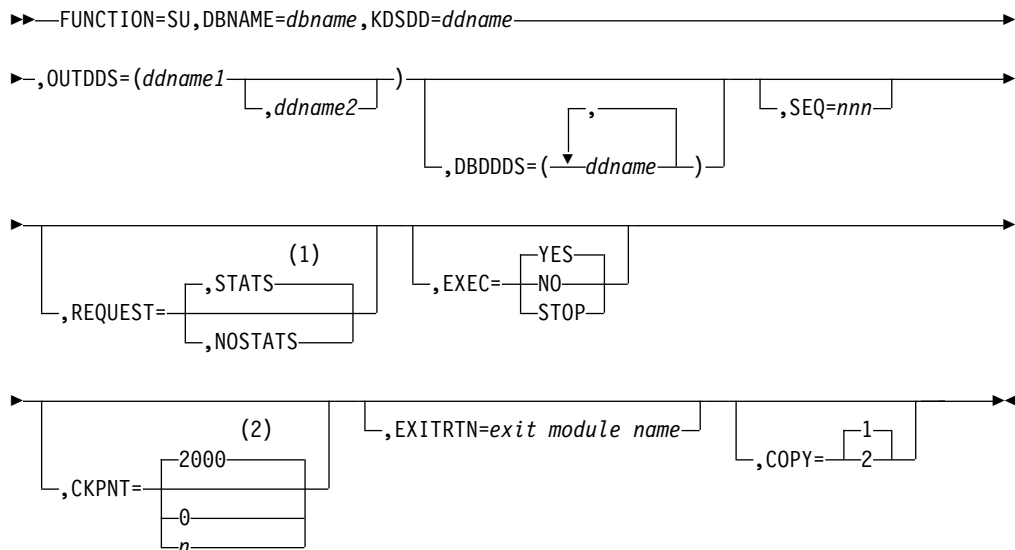 FUNCTION=SU,DBNAME=dbname,KDSDD=ddname
,OUTDDS=(ddname1
,ddname2
)
,DBDDDS=(
,
ddname
)
,SEQ=nnn
,REQUEST=
(1)
,STATS
,NOSTATS
,EXEC=
YES
NO
STOP
,CKPNT=
(2)
2000
0
n
,EXITRTN=exit module name
,COPY=
1
2